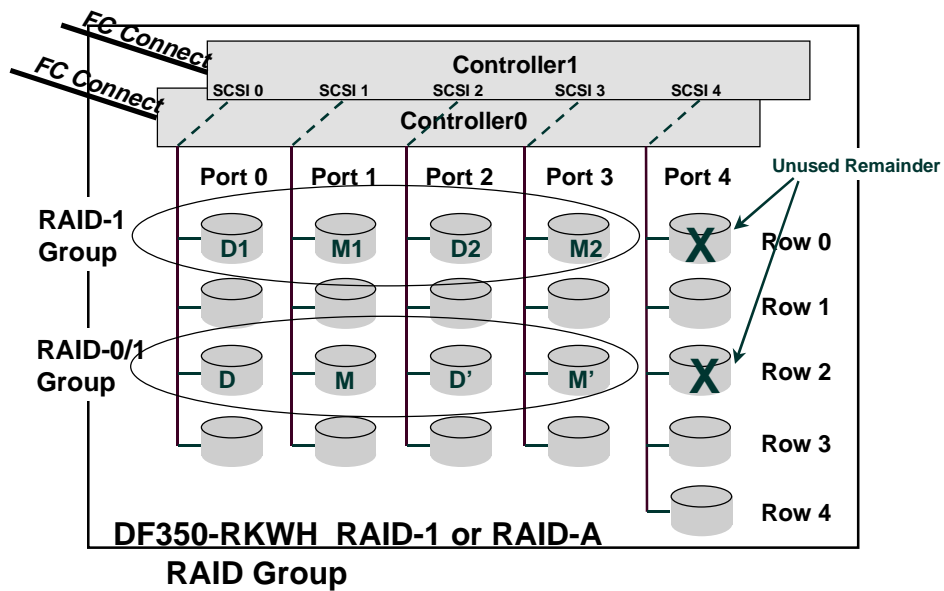 FC Connect
Controller1
FC Connect
SCSI 0 SCSI 1 SCSI 2 SCSI 3 SCSI 4
Controller0
Unused Remainder
Port 0 Port 1 Port 2 Port 3 Port 4
RAID-1
Group
D1 M1 D2 M2 X Row 0
Row 1
RAID-0/1
Group
D M D’ M’ X Row 2
Row 3
Row 4
DF350-RKWH RAID-1 or RAID-A
RAID Group